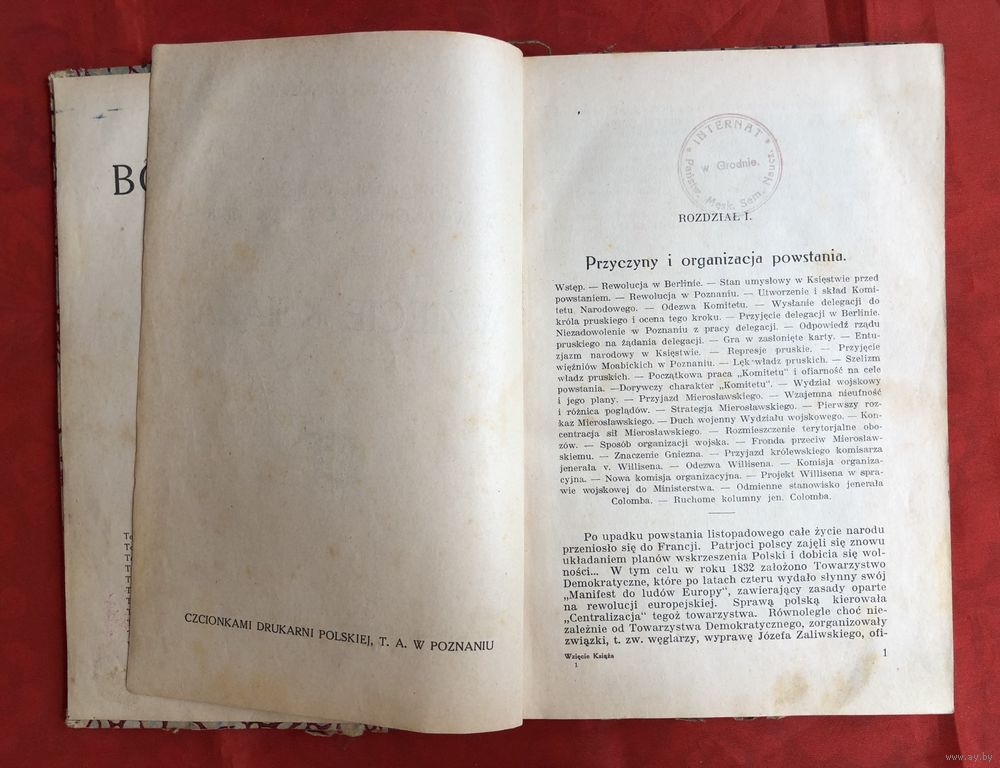 BÓ
CZCIONKAMI DRUKARNI POLSKIEJ, T. A. W POZNANIU
* INTERNAT *
w Grodnie.
Państw. Męsk. Sem. Naucz.
ROZDZIAŁ I.
Przyczyny i organizacja powstania.
Wstęp. — Rewolucja w Berlinie. — Stan umysłowy w Księstwie przed
powstaniem. — Rewolucja w Poznaniu. — Utworzenie i skład Komi-
tetu Narodowego. — Odezwa Komitetu. — Wysłanie delegacji do
króla pruskiego i ocena tego kroku. — Przyjęcie delegacji w Berlinie.
Niezadowolenie w Poznaniu z pracy delegacji. — Odpowiedź rządu
pruskiego na żądania delegacji. — Gra w zasłonięte karty. — Entu-
zjazm narodowy w Księstwie. — Represje pruskie. — Przyjęcie
więźniów Moabickich w Poznaniu. — Lęk władz pruskich. — Szelizm
władz pruskich. — Początkowa praca „Komitetu" i ofiarność na cele
powstania. —Dorywczy charakter „Komitetu". — Wydział wojskowy
i jego plany. — Przyjazd Mierosławskiego. — Wzajemna nieufność
i różnica poglądów. — Strategja Mierosławskiego. — Pierwszy roz-
kaz Mierosławskiego. — Duch wojenny Wydziału wojskowego. — Kon-
centracja sił Mierosławskiego. — Rozmieszczenie terytorjalne obo-
zów. — Sposób organizacji wojska. — Fronda przeciw Mierosław-
skiemu. — Znaczenie Gniezna. — Przyjazd królewskiego komisarza
jenerała v. Willisena. — Odezwa Willisena. — Komisja organiza-
cyjna. — Nowa komisja organizacyjna. — Projekt Willisena w spra-
wie wojskowej do Ministerstwa. — Odmienne stanowisko jenerała
Colomba. — Ruchome kolumny jen. Colomba.
Po upadku powstania listopadowego całe życie narodu
przeniosło się do Francji. Patrjoci polscy zajęli się znowu
układaniem planów wskrzeszenia Polski i dobicia się wol-
ności... W tym celu w roku 1832 założono Towarzystwo
Demokratyczne, które po latach czteru wydało słynny swój
„Manifest do ludów Europy", zawierający zasady oparte
na rewolucji europejskiej. Sprawą polską kierowała
„Centralizacja" tegoż towarzystwa. Równolegle choć nie-
zależnie od Towarzystwa Demokratycznego, zorganizowały
związki, t. zw. węglarzy, wyprawę Józefa Zaliwskiego, ofi-
Wzięcie Książa
1
1
www.ay.by